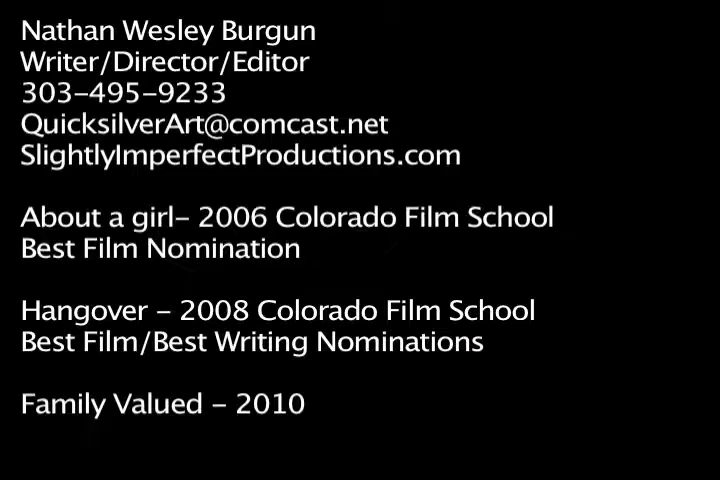 Nathan Wesley Burgun
Writer/Director/Editor
303-495-9233
QuicksilverArt@comcast.net
SlightlyImperfectProductions.com
About a girl- 2006 Colorado Film School
Best Film Nomination
Hangover - 2008 Colorado Film School
Best Film/Best Writing Nominations
Family Valued - 2010